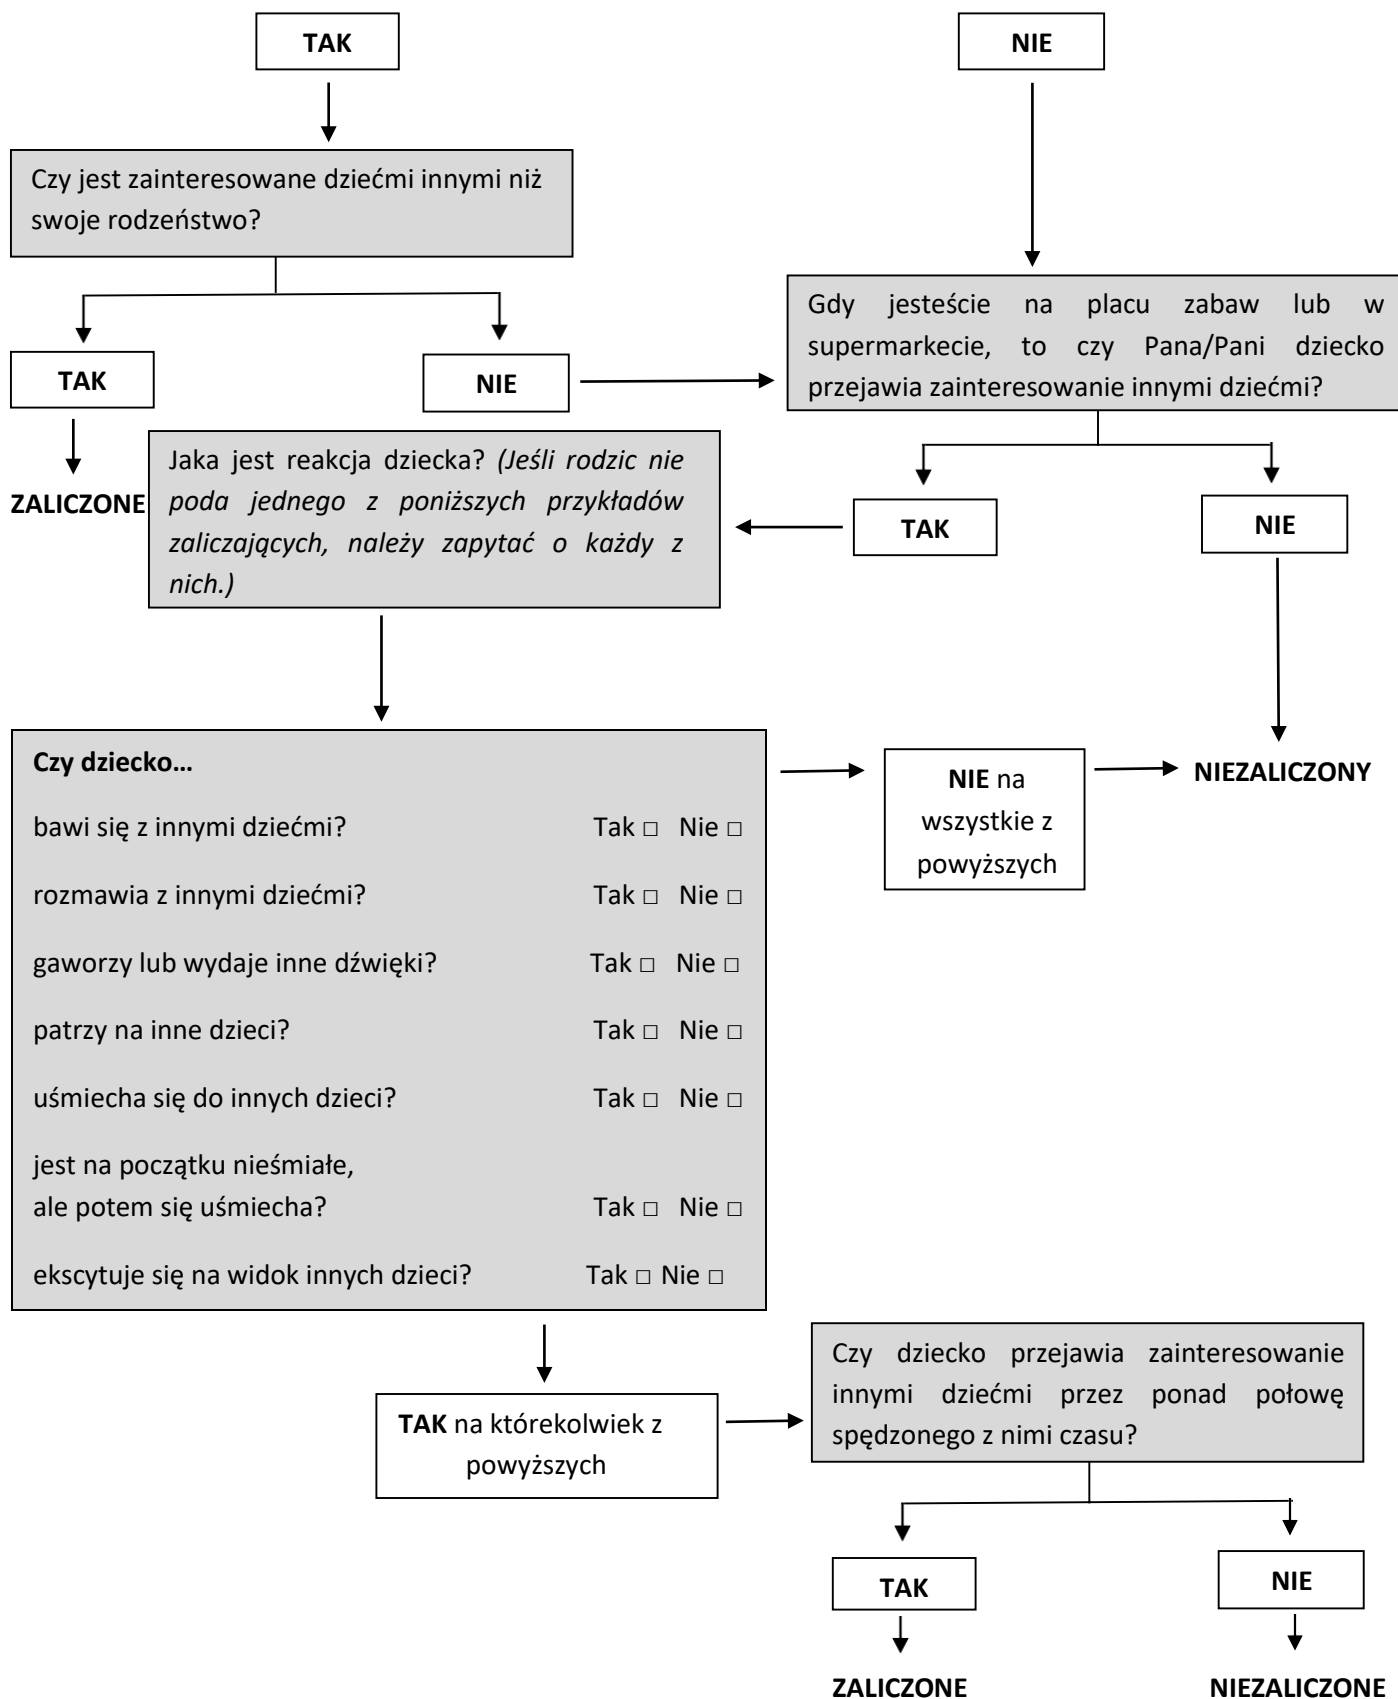 TAK
NIE
Czy jest zainteresowane dziećmi innymi niż
swoje rodzeństwo?
Gdy jesteście na placu zabaw lub w
supermarkecie, to czy Pana/Pani dziecko
przejawia zainteresowanie innymi dziećmi?
TAK
NIE
ZALICZONE
Jaka jest reakcja dziecka? (Jeśli rodzic nie
poda jednego z poniższych przykładów
zaliczających, należy zapytać o każdy z
nich.)
TAK
NIE
Czy dziecko…
bawi się z innymi dziećmi? Tak □ Nie □
rozmawia z innymi dziećmi? Tak □ Nie □
gaworzy lub wydaje inne dźwięki? Tak □ Nie □
patrzy na inne dzieci? Tak □ Nie □
uśmiecha się do innych dzieci? Tak □ Nie □
jest na początku nieśmiałe,
ale potem się uśmiecha? Tak □ Nie □
ekscytuje się na widok innych dzieci? Tak □ Nie □
NIE na
wszystkie z
powyższych
NIEZALICZONY
TAK na którekolwiek z
powyższych
Czy dziecko przejawia zainteresowanie
innymi dziećmi przez ponad połowę
spędzonego z nimi czasu?
TAK
NIE
ZALICZONE
NIEZALICZONE